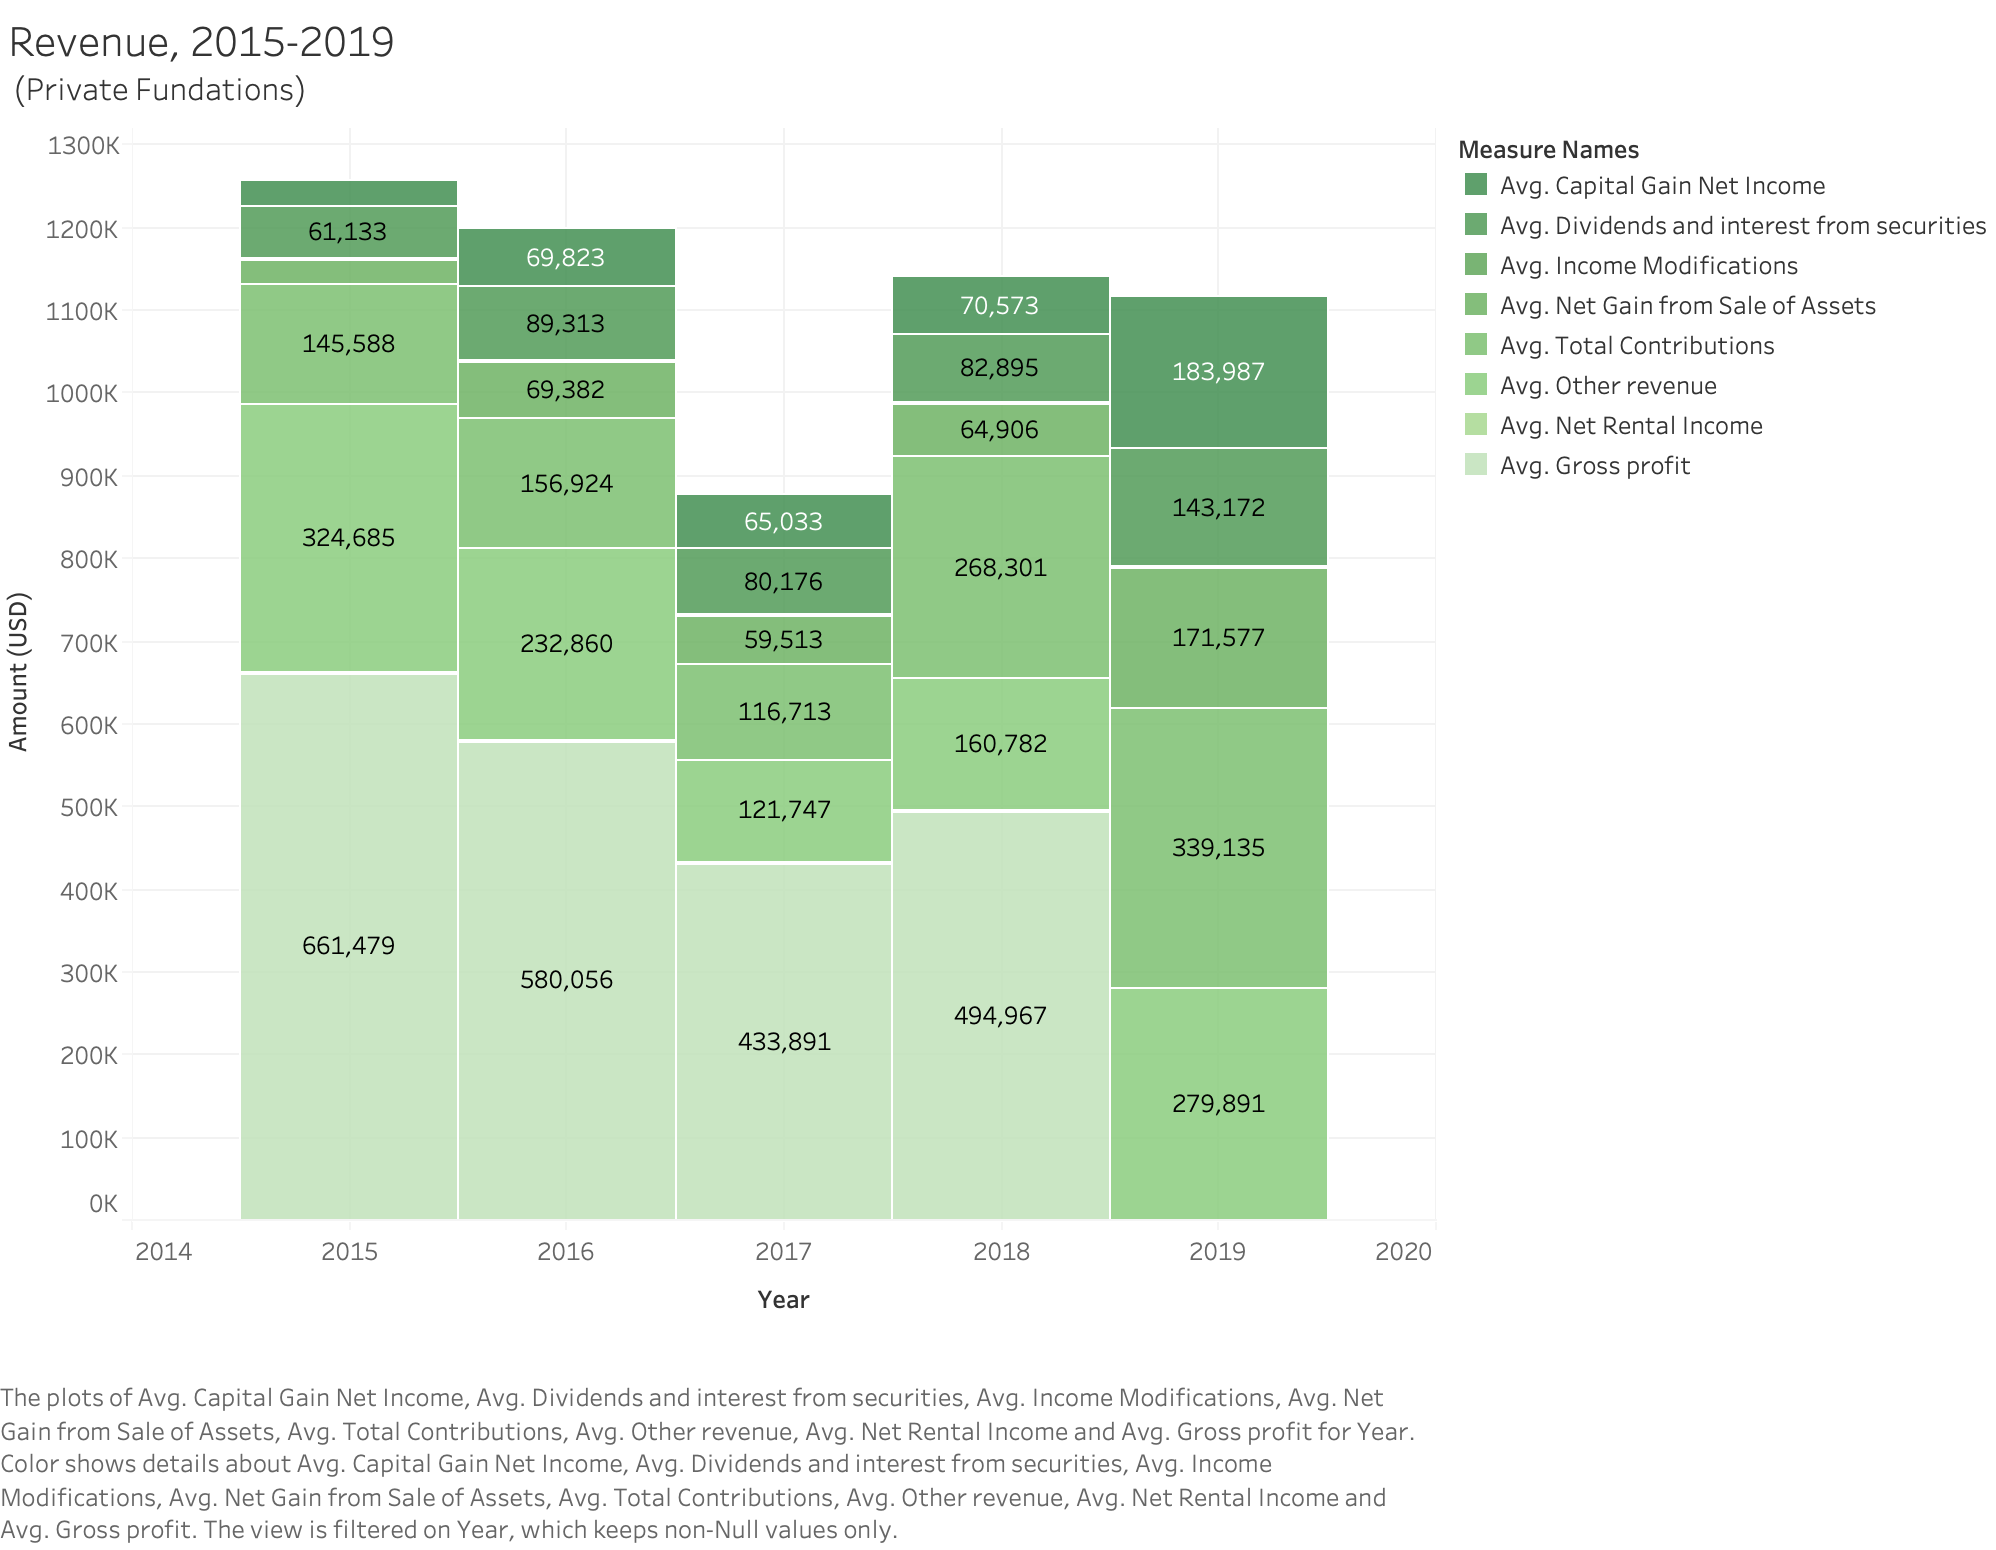 Revenue, 2015-2019
(Private Fundations)
1300K
1200K
1100K
1000K
900K
800K
700K
600K
500K
400K
300K
200K
100K
0K
Amount (USD)
61,133
145,588
324,685
661,479
69,823
89,313
69,382
156,924
232,860
580,056
65,033
80,176
59,513
116,713
121,747
433,891
70,573
82,895
64,906
268,301
160,782
494,967
183,987
143,172
171,577
339,135
279,891
2014 2015 2016 2017 2018 2019 2020
Year
Measure Names
Avg. Capital Gain Net Income
Avg. Dividends and interest from securities
Avg. Income Modifications
Avg. Net Gain from Sale of Assets
Avg. Total Contributions
Avg. Other revenue
Avg. Net Rental Income
Avg. Gross profit
The plots of Avg. Capital Gain Net Income, Avg. Dividends and interest from securities, Avg. Income Modifications, Avg. Net
Gain from Sale of Assets, Avg. Total Contributions, Avg. Other revenue, Avg. Net Rental Income and Avg. Gross profit for Year.
Color shows details about Avg. Capital Gain Net Income, Avg. Dividends and interest from securities, Avg. Income
Modifications, Avg. Net Gain from Sale of Assets, Avg. Total Contributions, Avg. Other revenue, Avg. Net Rental Income and
Avg. Gross profit. The view is filtered on Year, which keeps non-Null values only.